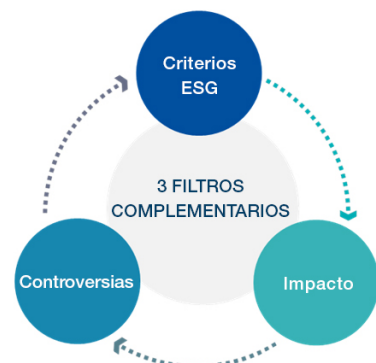 Criterios
ESG
3 FILTROS
COMPLEMENTARIOS
Controversias
Impacto